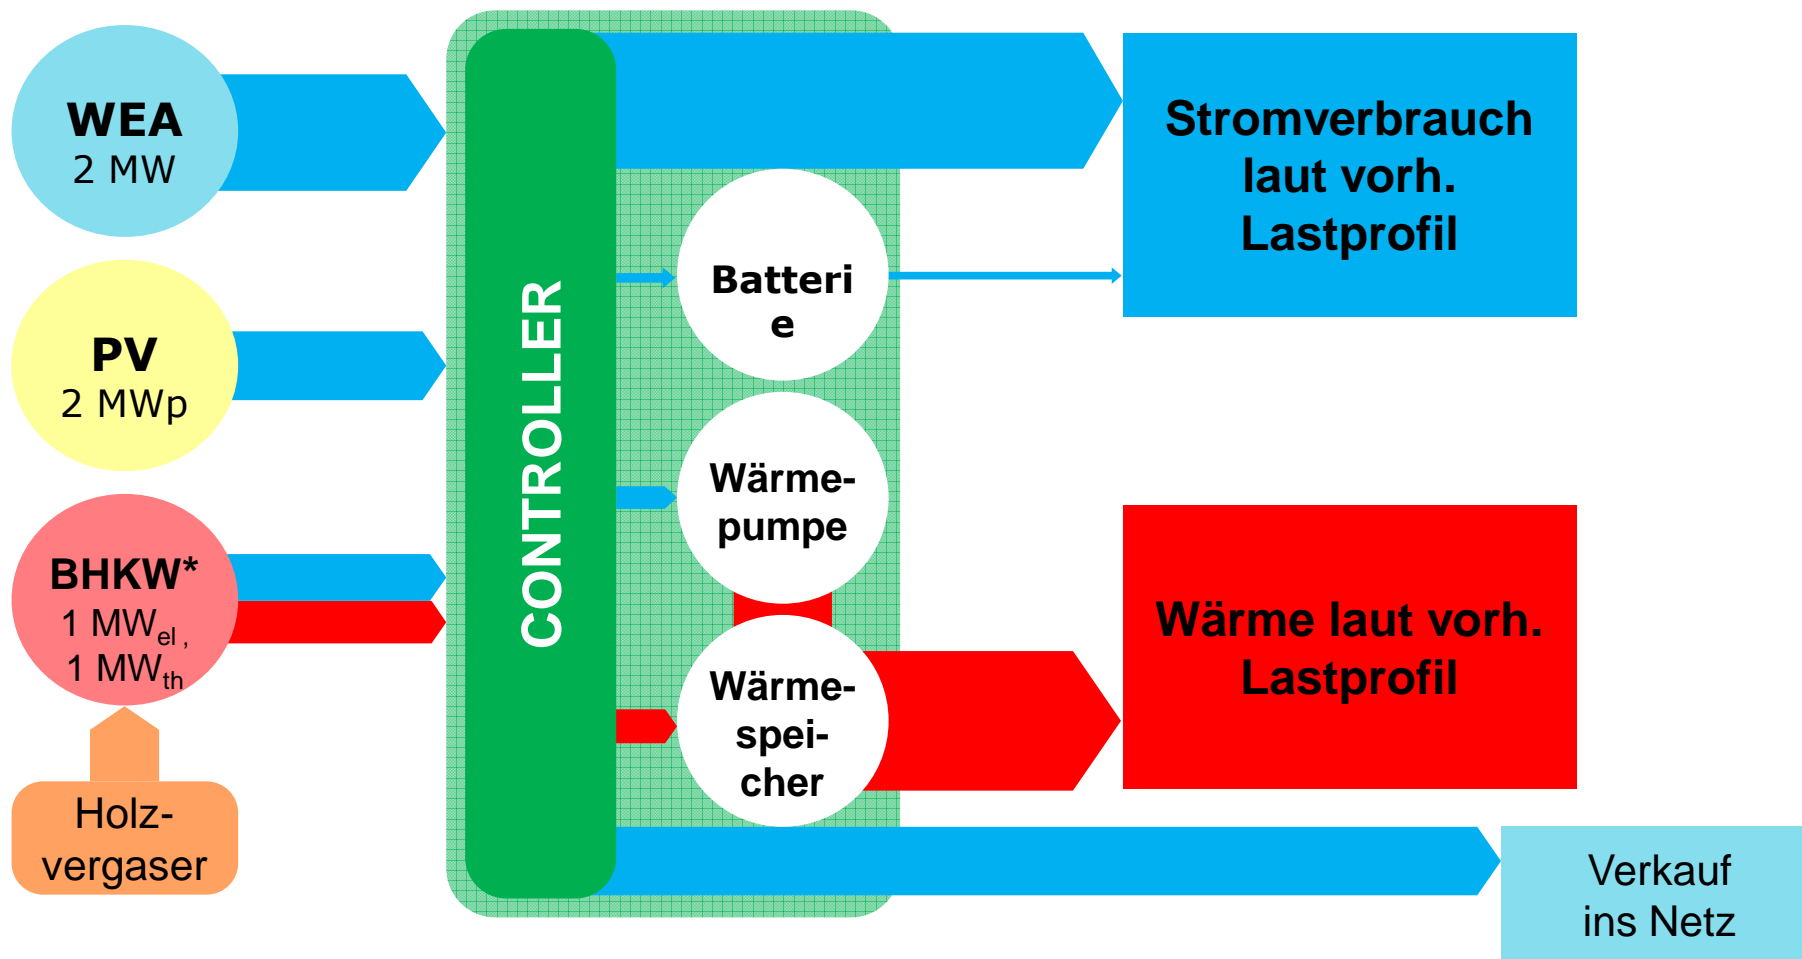 WEA
2 MW
PV
2 MWp
BHKW*
1 MWel ,
1 MWth
Holz-
vergaser
CONTROLLER
Batteri
e
Wärme-
pumpe
Wärme-
spei-
cher
Stromverbrauch
laut vorh.
Lastprofil
Wärme laut vorh.
Lastprofil
Verkauf
ins Netz